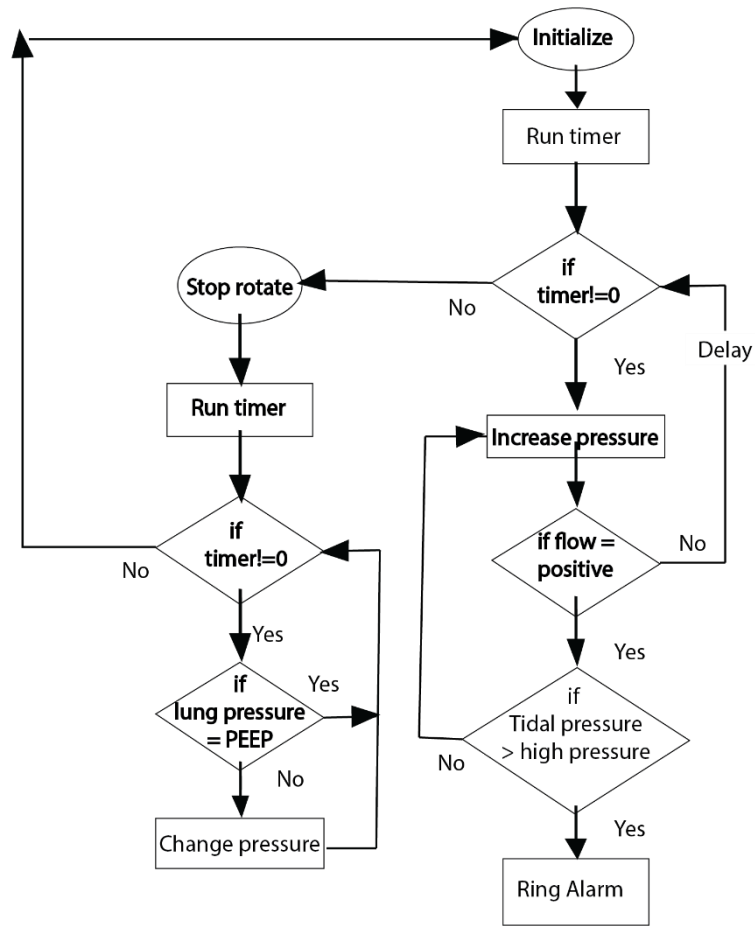 Initialize
Run timer
if
timer!=0
No
Yes
Delay
Stop rotate
Run timer
if
timer!=0
No
Yes
if
lung pressure
= PEEP
Yes
No
Change pressure
Increase pressure
if flow =
positive
No
Yes
if
Tidal pressure
> high pressure
No
Yes
Ring Alarm